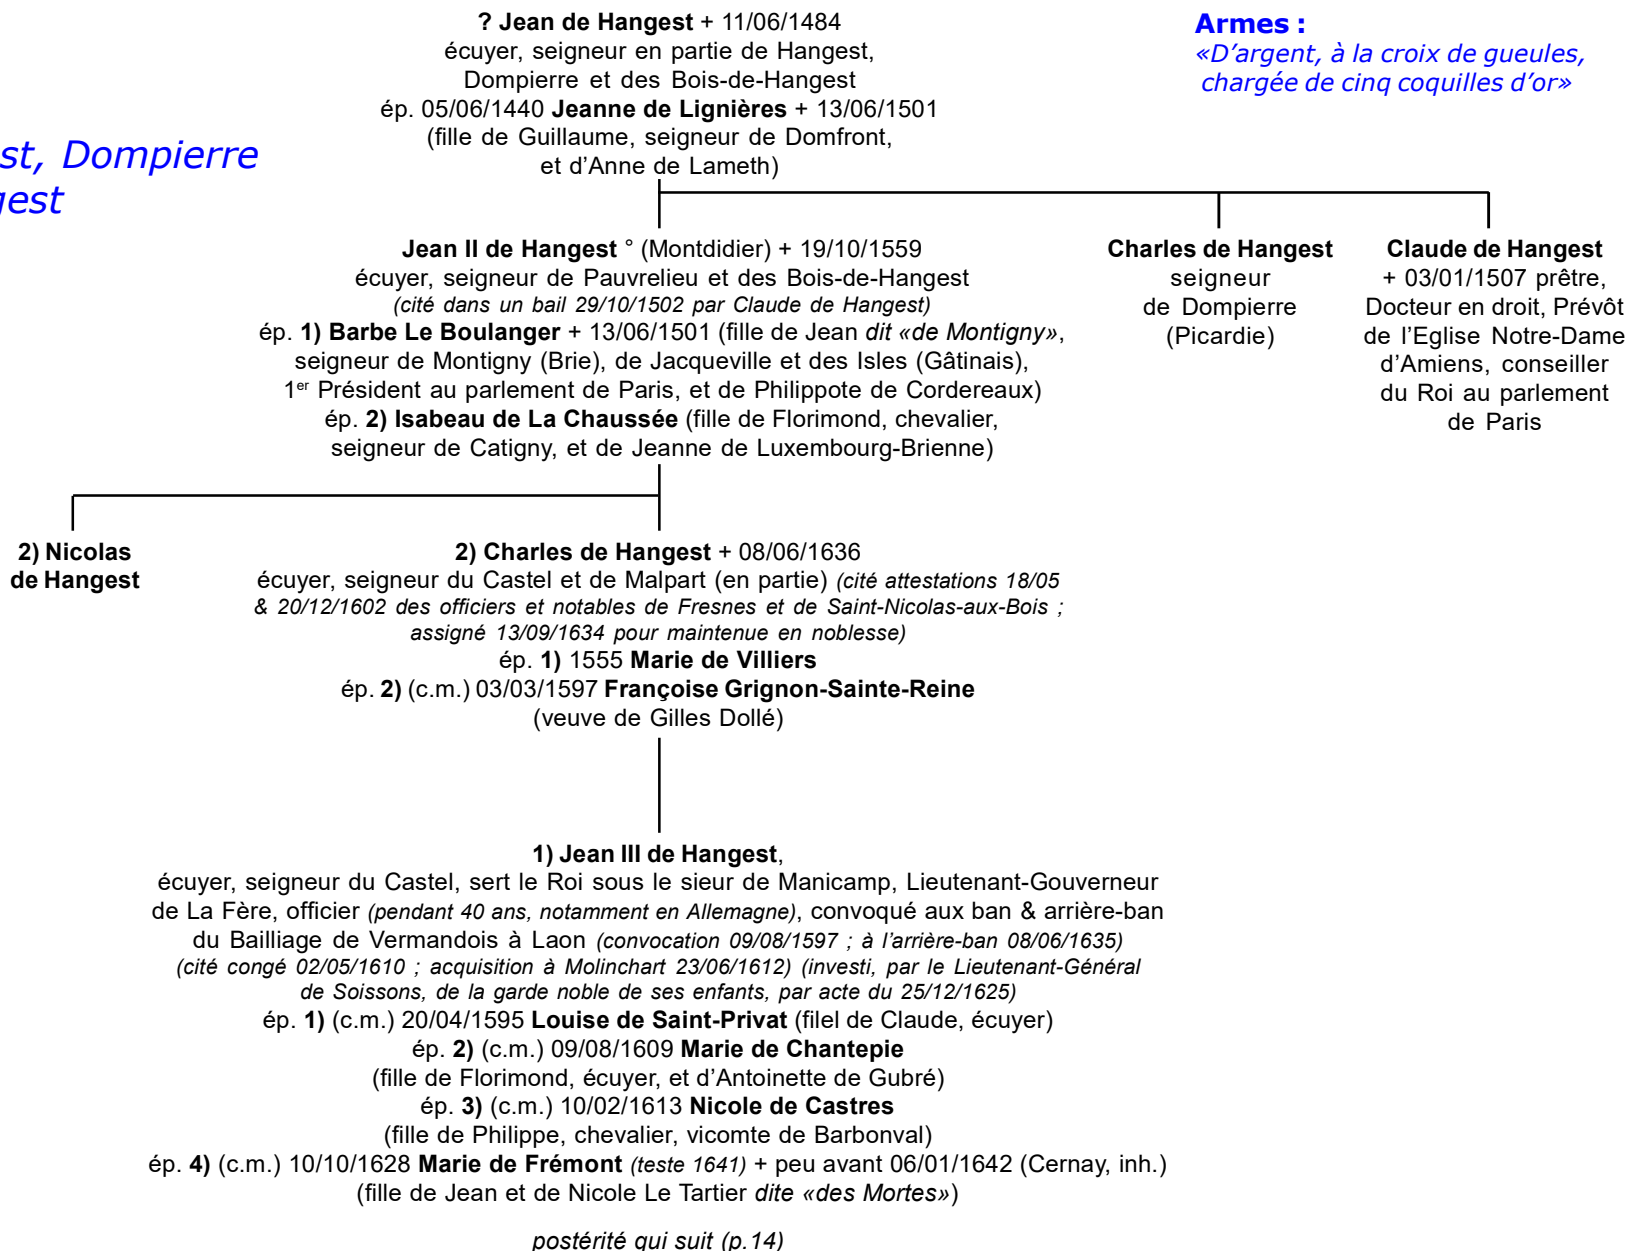 ? Jean de Hangest + 11/06/1484
écuyer, seigneur en partie de Hangest,
Dompierre et des Bois-de-Hangest
ép. 05/06/1440 Jeanne de Lignières + 13/06/1501
(fille de Guillaume, seigneur de Domfront,
et d’Anne de Lameth)
Armes :
«D’argent, à la croix de gueules,
chargée de cinq coquilles d’or»
st, Dompierre
gest
Jean II de Hangest ° (Montdidier) + 19/10/1559
écuyer, seigneur de Pauvrelieu et des Bois-de-Hangest
(cité dans un bail 29/10/1502 par Claude de Hangest)
ép. 1) Barbe Le Boulanger + 13/06/1501 (fille de Jean dit «de Montigny»,
seigneur de Montigny (Brie), de Jacqueville et des Isles (Gâtinais),
1er Président au parlement de Paris, et de Philippote de Cordereaux)
ép. 2) Isabeau de La Chaussée (fille de Florimond, chevalier,
seigneur de Catigny, et de Jeanne de Luxembourg-Brienne)
Charles de Hangest
seigneur
de Dompierre
(Picardie)
Claude de Hangest
+ 03/01/1507 prêtre,
Docteur en droit, Prévôt
de l’Eglise Notre-Dame
d’Amiens, conseiller
du Roi au parlement
de Paris
2) Nicolas
de Hangest
2) Charles de Hangest + 08/06/1636
écuyer, seigneur du Castel et de Malpart (en partie) (cité attestations 18/05
& 20/12/1602 des officiers et notables de Fresnes et de Saint-Nicolas-aux-Bois ;
assigné 13/09/1634 pour maintenue en noblesse)
ép. 1) 1555 Marie de Villiers
ép. 2) (c.m.) 03/03/1597 Françoise Grignon-Sainte-Reine
(veuve de Gilles Dollé)
1) Jean III de Hangest,
écuyer, seigneur du Castel, sert le Roi sous le sieur de Manicamp, Lieutenant-Gouverneur
de La Fère, officier (pendant 40 ans, notamment en Allemagne), convoqué aux ban & arrière-ban
du Bailliage de Vermandois à Laon (convocation 09/08/1597 ; à l’arrière-ban 08/06/1635)
(cité congé 02/05/1610 ; acquisition à Molinchart 23/06/1612) (investi, par le Lieutenant-Général
de Soissons, de la garde noble de ses enfants, par acte du 25/12/1625)
ép. 1) (c.m.) 20/04/1595 Louise de Saint-Privat (filel de Claude, écuyer)
ép. 2) (c.m.) 09/08/1609 Marie de Chantepie
(fille de Florimond, écuyer, et d’Antoinette de Gubré)
ép. 3) (c.m.) 10/02/1613 Nicole de Castres
(fille de Philippe, chevalier, vicomte de Barbonval)
ép. 4) (c.m.) 10/10/1628 Marie de Frémont (teste 1641) + peu avant 06/01/1642 (Cernay, inh.)
(fille de Jean et de Nicole Le Tartier dite «des Mortes»)
postérité qui suit (p.14)